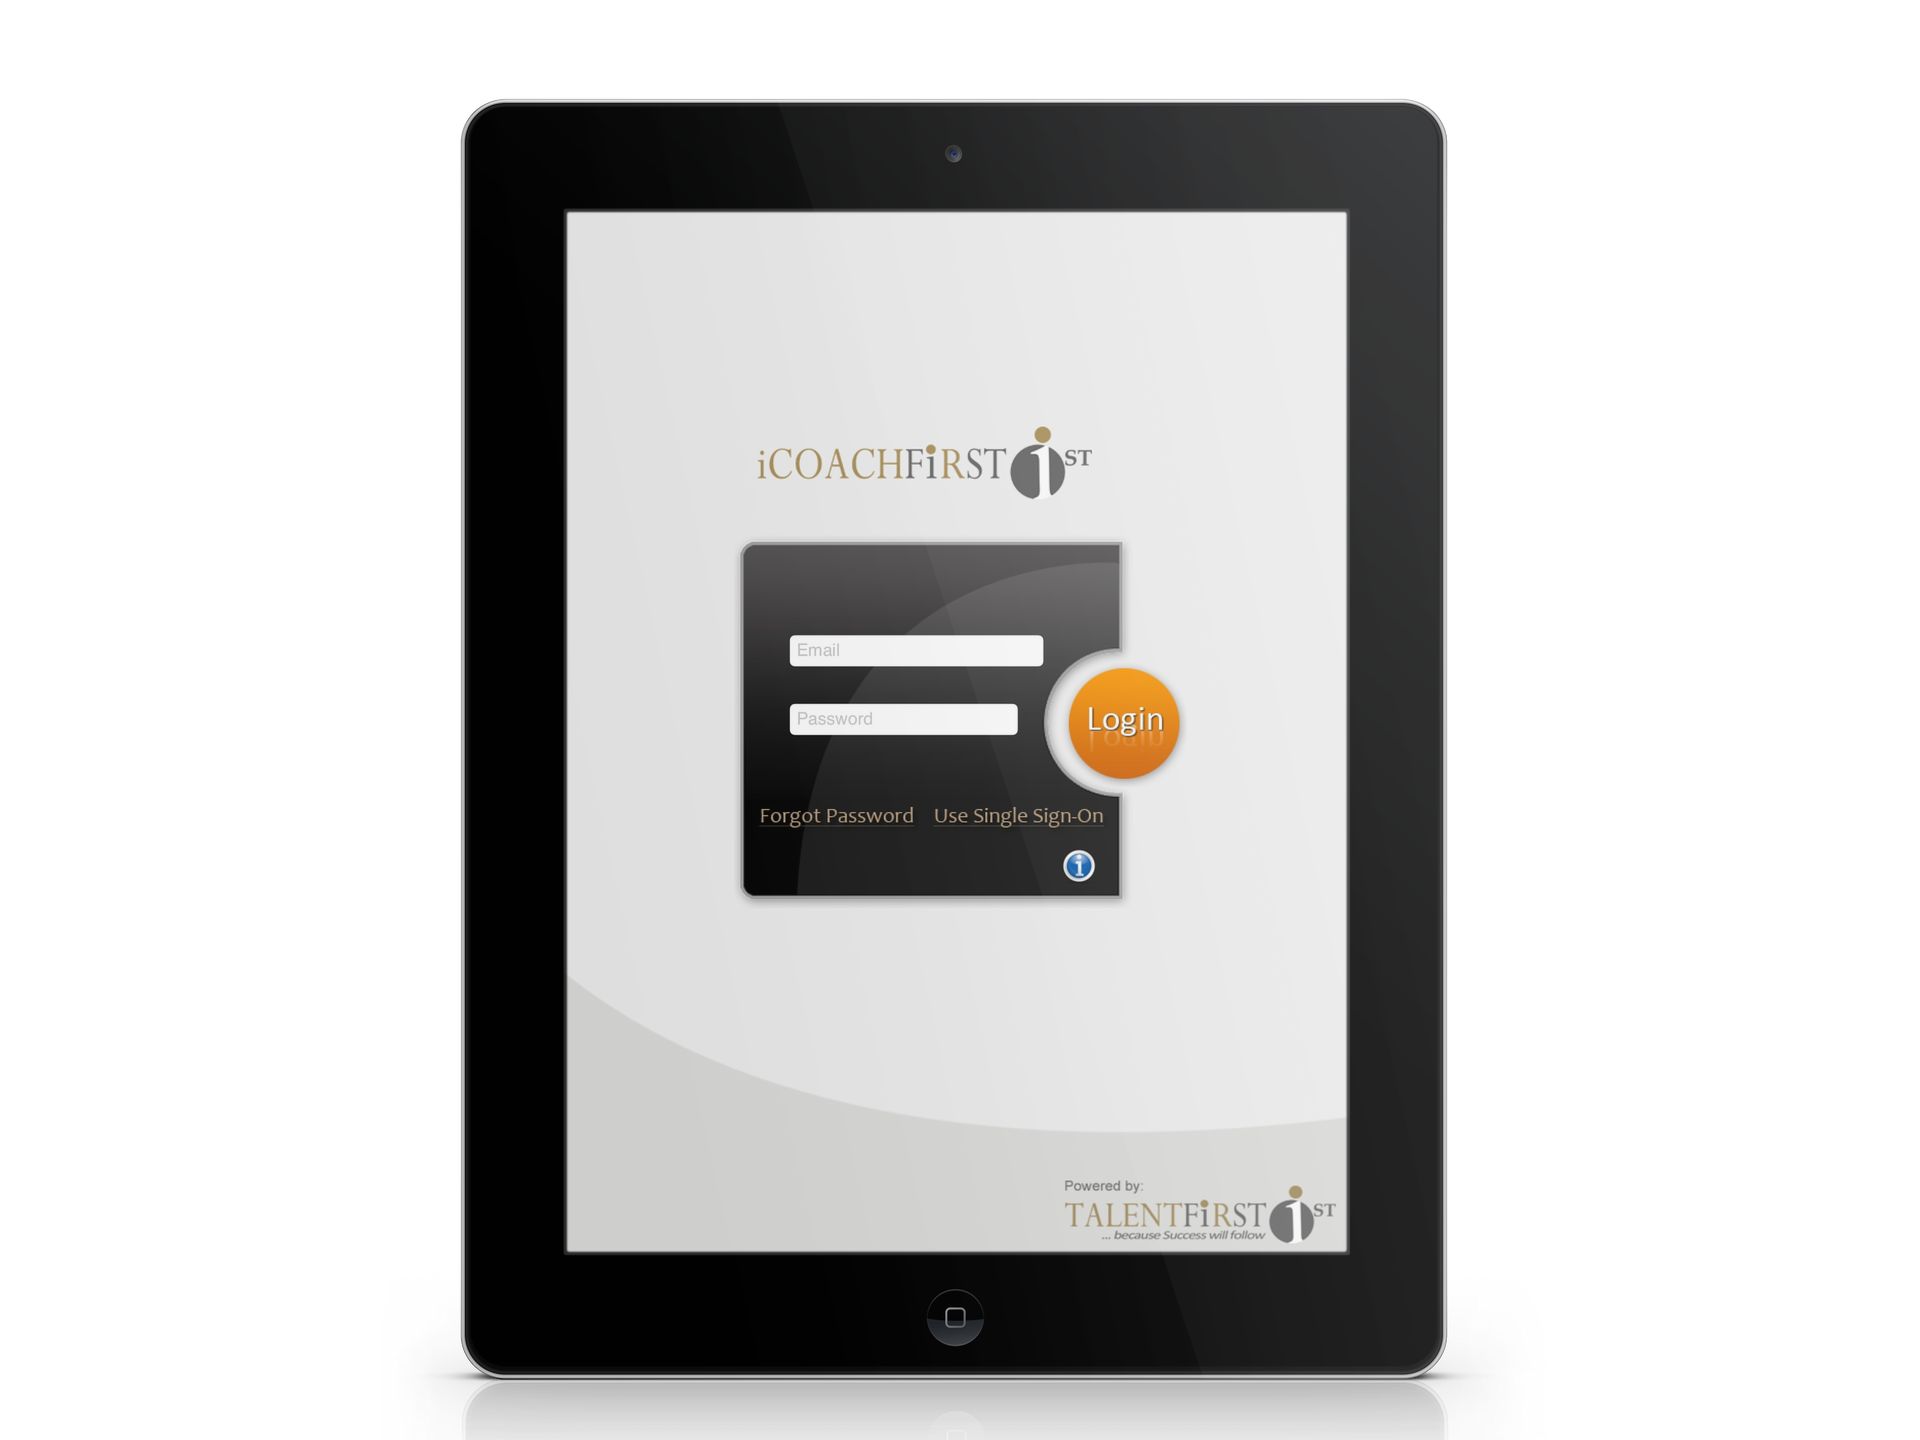 iCOACHFiRST 1ST
Email
Password
Login
Forgot Password Use Single Sign-On
i
Powered by:
TALENTFiRST 1ST
... because Success will follow